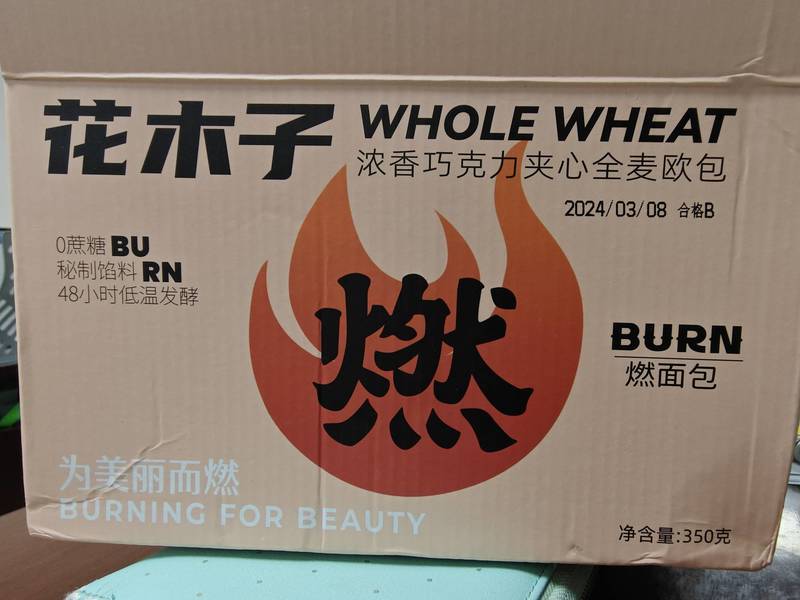 花木子
WHOLE WHEAT
浓香巧克力夹心全麦欧包
2024/03/08 合格B
0蔗糖 BU
秘制馅料 RN
48小时低温发酵
燃
BURN
燃面包
为美丽而燃
BURNING FOR BEAUTY
净含量:350克